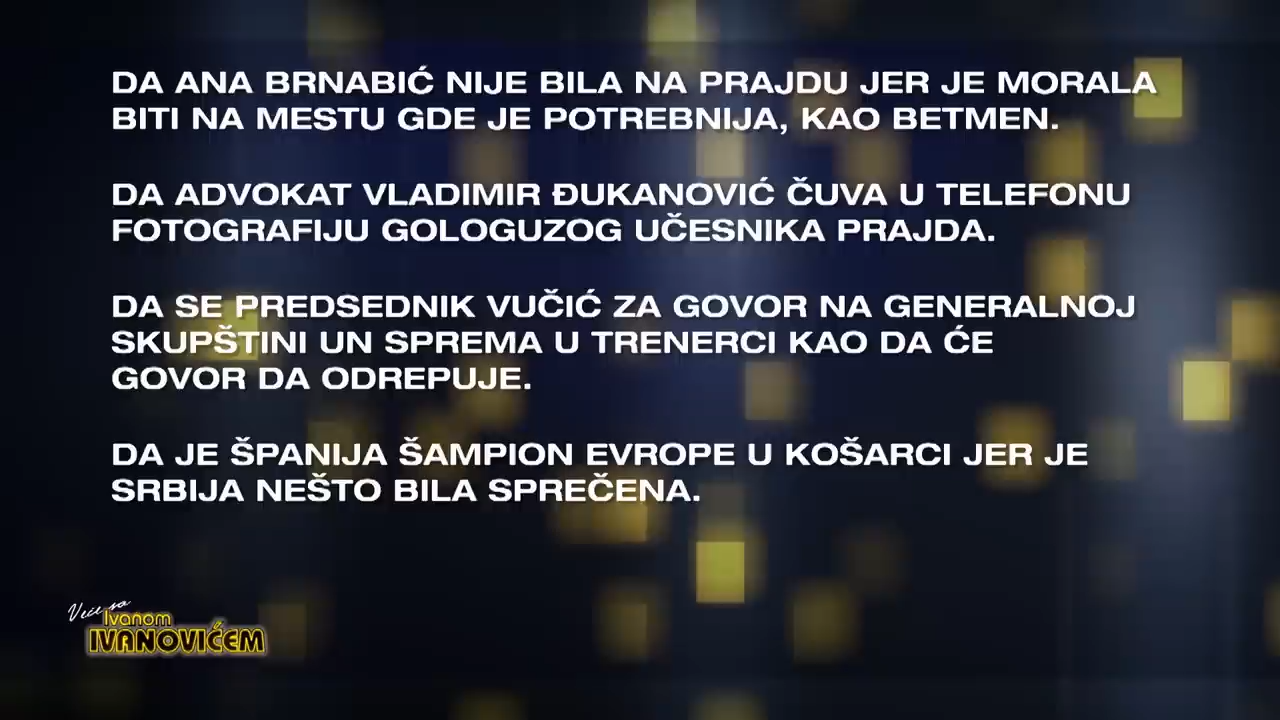 DA ANA BRNABIĆ NIJE BILA NA PRAJDU JER JE MORALA
BITI NA MESTU GDE JE POTREBNIJA, KAO BETMEN.
DA ADVOKAT VLADIMIR ĐUKANOVIĆ ČUVA U TELEFONU
FOTOGRAFIJU GOLOGUZOG UČESNIKA PRAJDA.
DA SE PREDSEDNIK VUČIĆ ZA GOVOR NA GENERALNOJ
SKUPŠTINI UN SPREMA U TRENERCI KAO DA ĆE
GOVOR DA ODREPUJE.
DA JE ŠPANIJA ŠAMPION EVROPE U KOŠARCI JER JE
SRBIJA NEŠTO BILA SPREČENA.
Veče sa
Ivanom
IVANOVIĆEM